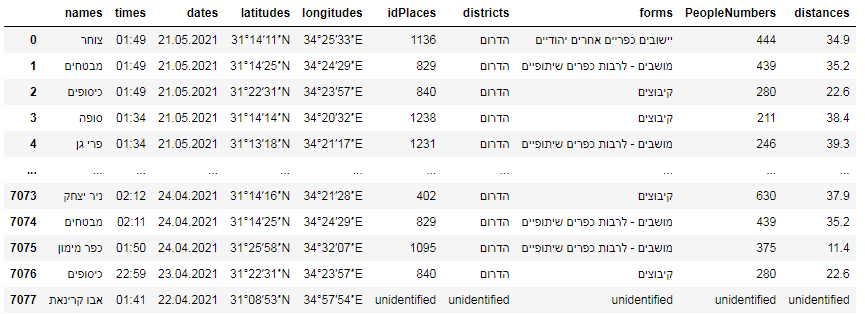 names times dates latitudes longitudes idPlaces districts forms PeopleNumbers distances
0 צוחר 01:49 21.05.2021 31°14'11"N 34°25'33"E 1136 הדרום יישובים כפריים אחרים יהודיים 444 34.9
1 מבטחים 01:49 21.05.2021 31°14'25"N 34°24'29"E 829 הדרום מושבים - לרבות כפרים שיתופיים 439 35.2
2 כיסופים 01:49 21.05.2021 31°22'31"N 34°23'57"E 840 הדרום קיבוצים 280 22.6
3 סופה 01:34 21.05.2021 31°14'14"N 34°20'32"E 1238 הדרום קיבוצים 211 38.4
4 פרי גן 01:34 21.05.2021 31°13'18"N 34°21'17"E 1231 הדרום מושבים - לרבות כפרים שיתופיים 246 39.3
... ... ... ... ... ... ... ... ... ... ...
7073 ניר יצחק 02:12 24.04.2021 31°14'16"N 34°21'28"E 402 הדרום קיבוצים 630 37.9
7074 מבטחים 02:11 24.04.2021 31°14'25"N 34°24'29"E 829 הדרום מושבים - לרבות כפרים שיתופיים 439 35.2
7075 כפר מימון 01:50 24.04.2021 31°25'58"N 34°32'07"E 1095 הדרום מושבים - לרבות כפרים שיתופיים 375 11.4
7076 כיסופים 22:59 23.04.2021 31°22'31"N 34°23'57"E 840 הדרום קיבוצים 280 22.6
7077 אבו קרינאת 01:41 22.04.2021 31°08'53"N 34°57'54"E unidentified unidentified unidentified unidentified unidentified